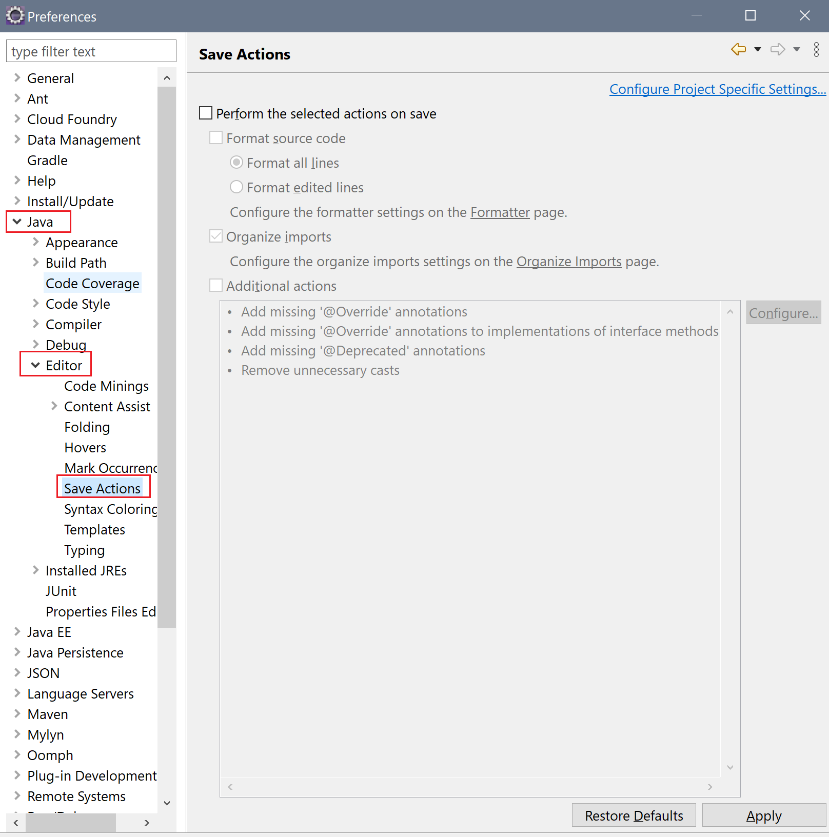 Preferences
type filter text
General
Ant
Cloud Foundry
Data Management
Gradle
Help
Install/Update
Java
Appearance
Build Path
Code Coverage
Code Style
Compiler
Debug
Editor
Code Minings
Content Assist
Folding
Hovers
Mark Occurrenc
Save Actions
Syntax Coloring
Templates
Typing
Installed JREs
JUnit
Properties Files Ed
Java EE
Java Persistence
JSON
Language Servers
Maven
Mylyn
Oomph
Plug-in Development
Remote Systems
Save Actions
Configure Project Specific Settings...
Perform the selected actions on save
Format source code
Format all lines
Format edited lines
Configure the formatter settings on the Formatter page.
Organize imports
Configure the organize imports settings on the Organize Imports page.
Additional actions
• Add missing '@Override' annotations
• Add missing '@Override' annotations to implementations of interface methods
• Add missing '@Deprecated' annotations
• Remove unnecessary casts
Configure...
Restore Defaults
Apply